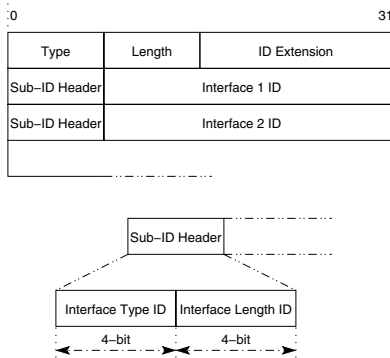 0 31
Type Length ID Extension
Sub−ID Header Interface 1 ID
Sub−ID Header Interface 2 ID
Sub−ID Header
Interface Type ID Interface Length ID
4−bit 4−bit